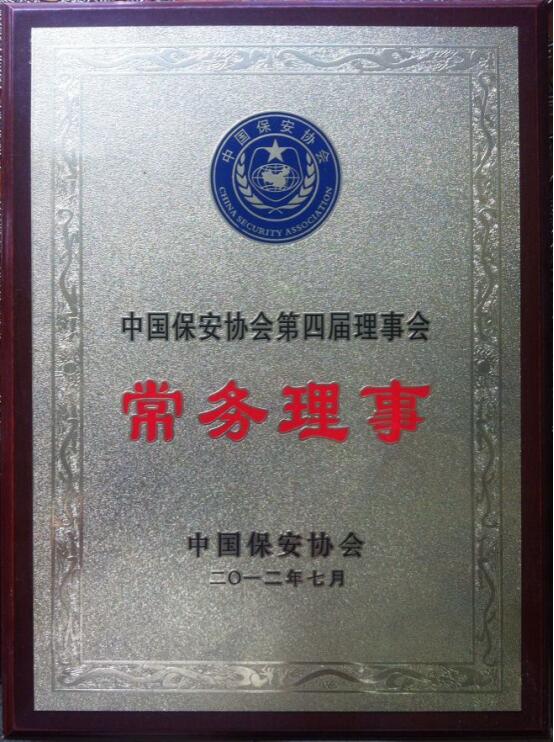 中国保安协会
CHINA SECURITY ASSOCIATION
中国保安协会第四届理事会
常务理事
中国保安协会
二〇一二年七月